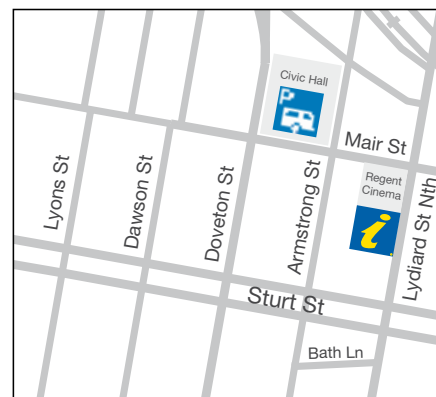 Civic Hall
P
Mair St
Regent
Cinema
i
Lyons St
Dawson St
Doveton St
Armstrong St
Lydiard St Nth
Sturt St
Bath Ln